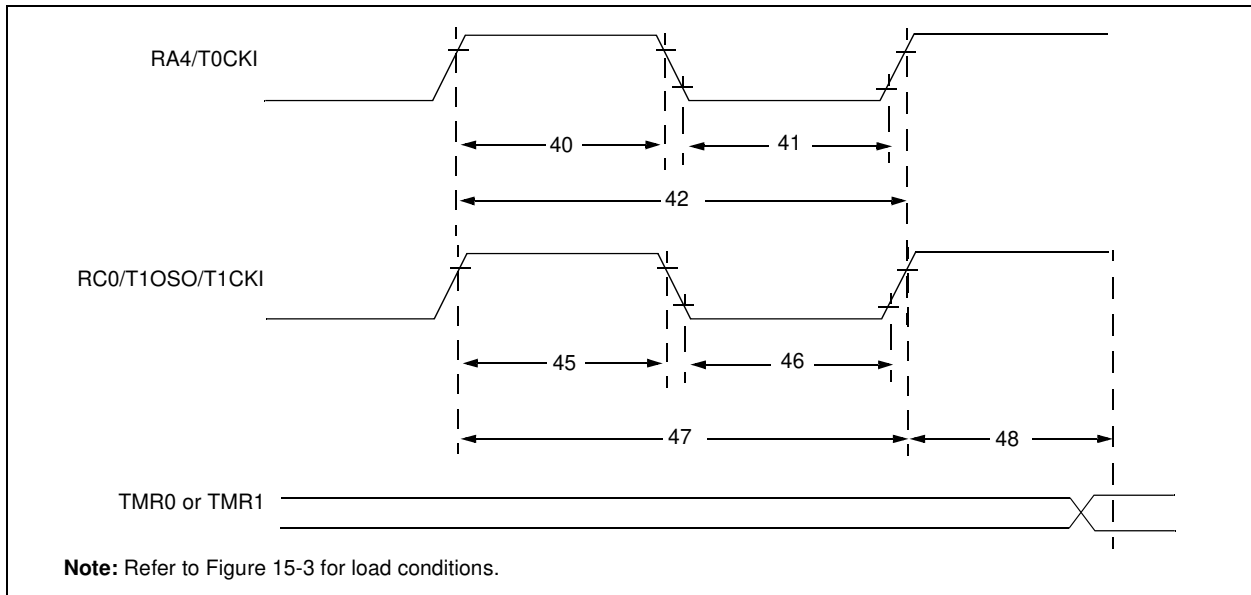 RA4/T0CKI
40
41
42
RC0/T1OSO/T1CKI
45
46
47
48
TMR0 or TMR1
Note: Refer to Figure 15-3 for load conditions.